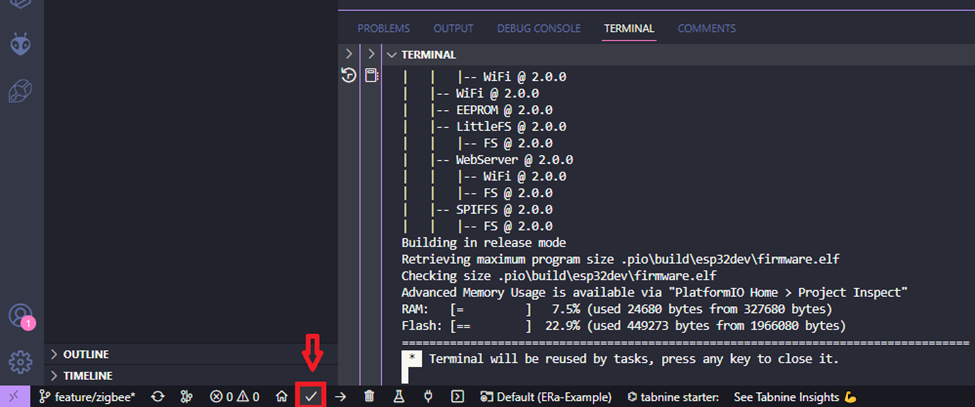 PROBLEMS OUTPUT DEBUG CONSOLE TERMINAL COMMENTS
TERMINAL
| | |-- WiFi @ 2.0.0
| |-- WiFi @ 2.0.0
| |-- EEPROM @ 2.0.0
| |-- LittleFS @ 2.0.0
| | |-- FS @ 2.0.0
| |-- WebServer @ 2.0.0
| | |-- WiFi @ 2.0.0
| | |-- FS @ 2.0.0
| |-- SPIFFS @ 2.0.0
| | |-- FS @ 2.0.0
Building in release mode
Retrieving maximum program size .pio\build\esp32dev\firmware.elf
Checking size .pio\build\esp32dev\firmware.elf
Advanced Memory Usage is available via "PlatformIO Home > Project Inspect"
RAM: [= ] 7.5% (used 24680 bytes from 327680 bytes)
Flash: [== ] 22.9% (used 449273 bytes from 1966080 bytes)
====================================================================================
* Terminal will be reused by tasks, press any key to close it.
1
OUTLINE
TIMELINE
feature/zigbee* 0 0 Default (ERa-Example) tabnine starter: See Tabnine Insights 💪